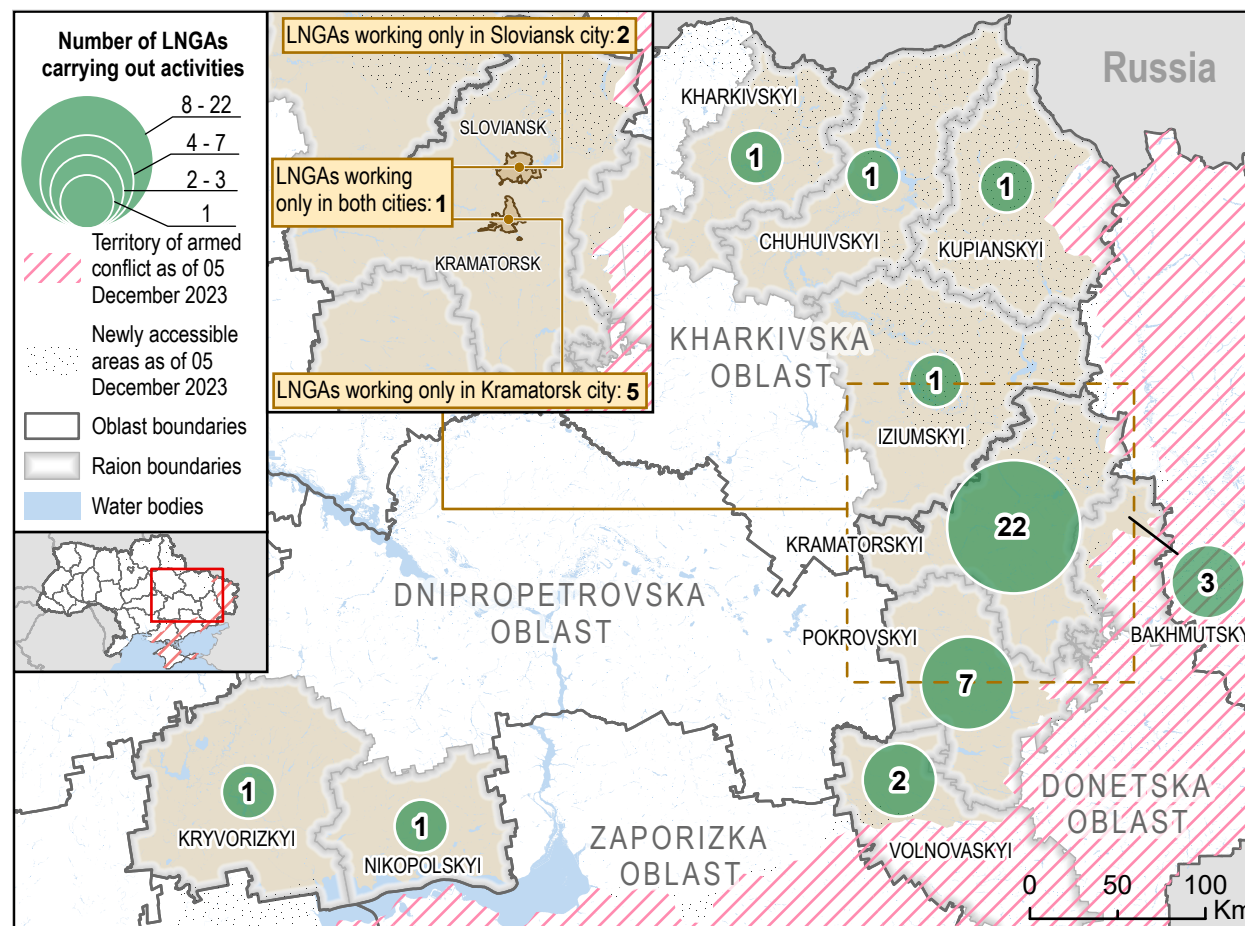 Number of LNGAs
carrying out activities
8 - 22
4 - 7
2 - 3
1
Territory of armed
conflict as of 05
December 2023
Newly accessible
areas as of 05
December 2023
Oblast boundaries
Raion boundaries
Water bodies
LNGAs working only in Sloviansk city: 2
SLOVIANSK
LNGAs working
only in both cities: 1
KRAMATORSK
LNGAs working only in Kramatorsk city: 5
Russia
KHARKIVSKYI
1
1
1
CHUHUIVSKYI
KUPIANSKYI
KHARKIVSKA
OBLAST
1
IZIUMSKYI
22
KRAMATORSKYI
3
BAKHMUTSKY
DNIPROPETROVSKA
OBLAST
POKROVSKYI
7
2
VOLNOVASKYI
DONETSKA
OBLAST
1
KRYVORIZKYI
1
NIKOPOLSKYI
ZAPORIZKA
OBLAST
0 50 100
Km